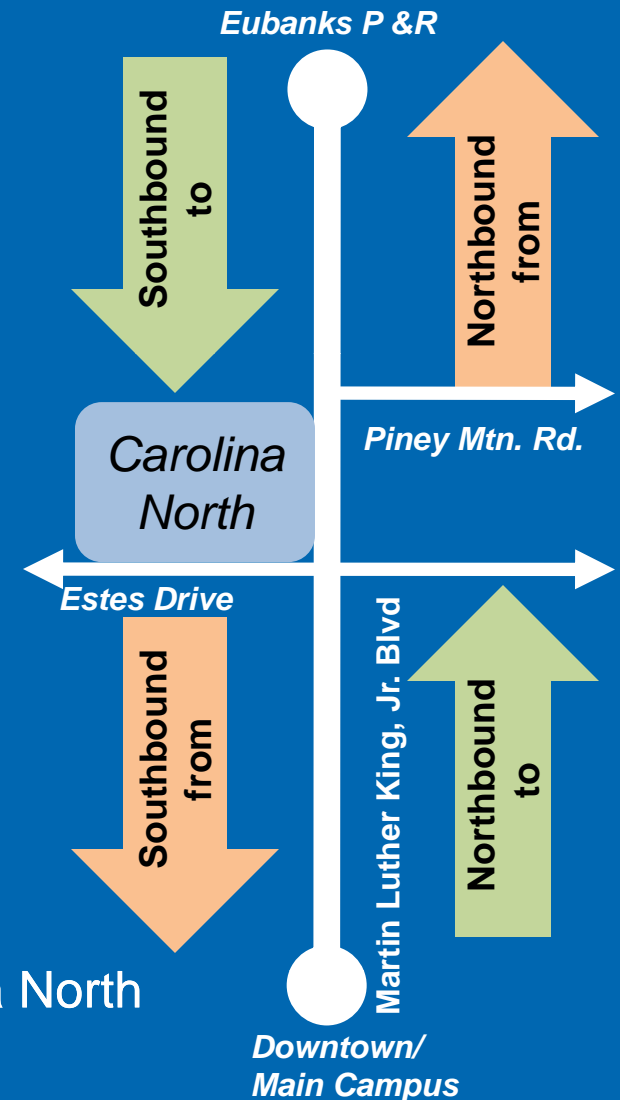 Eubanks P &R
Southbound
to
Northbound
from
Carolina
North
Piney Mtn. Rd.
Estes Drive
Southbound
from
Martin Luther King, Jr. Blvd
Northbound
to
North
Downtown/
Main Campus